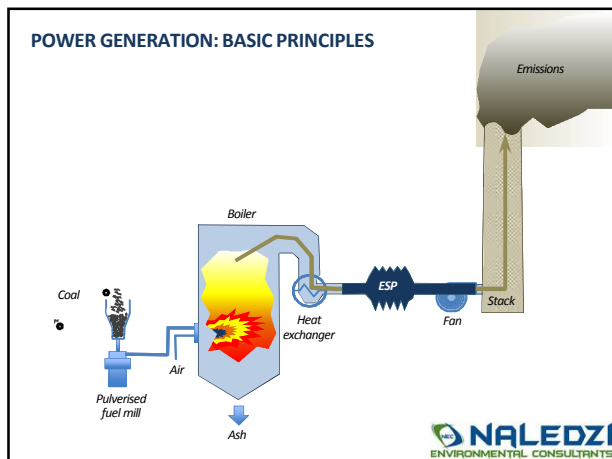 POWER GENERATION: BASIC PRINCIPLES
Emissions
Boiler
Coal
ESP
Heat
exchanger
Fan
Stack
Air
Pulverised
fuel mill
Ash
NEC
NALEDZI
ENVIRONMENTAL CONSULTANTS